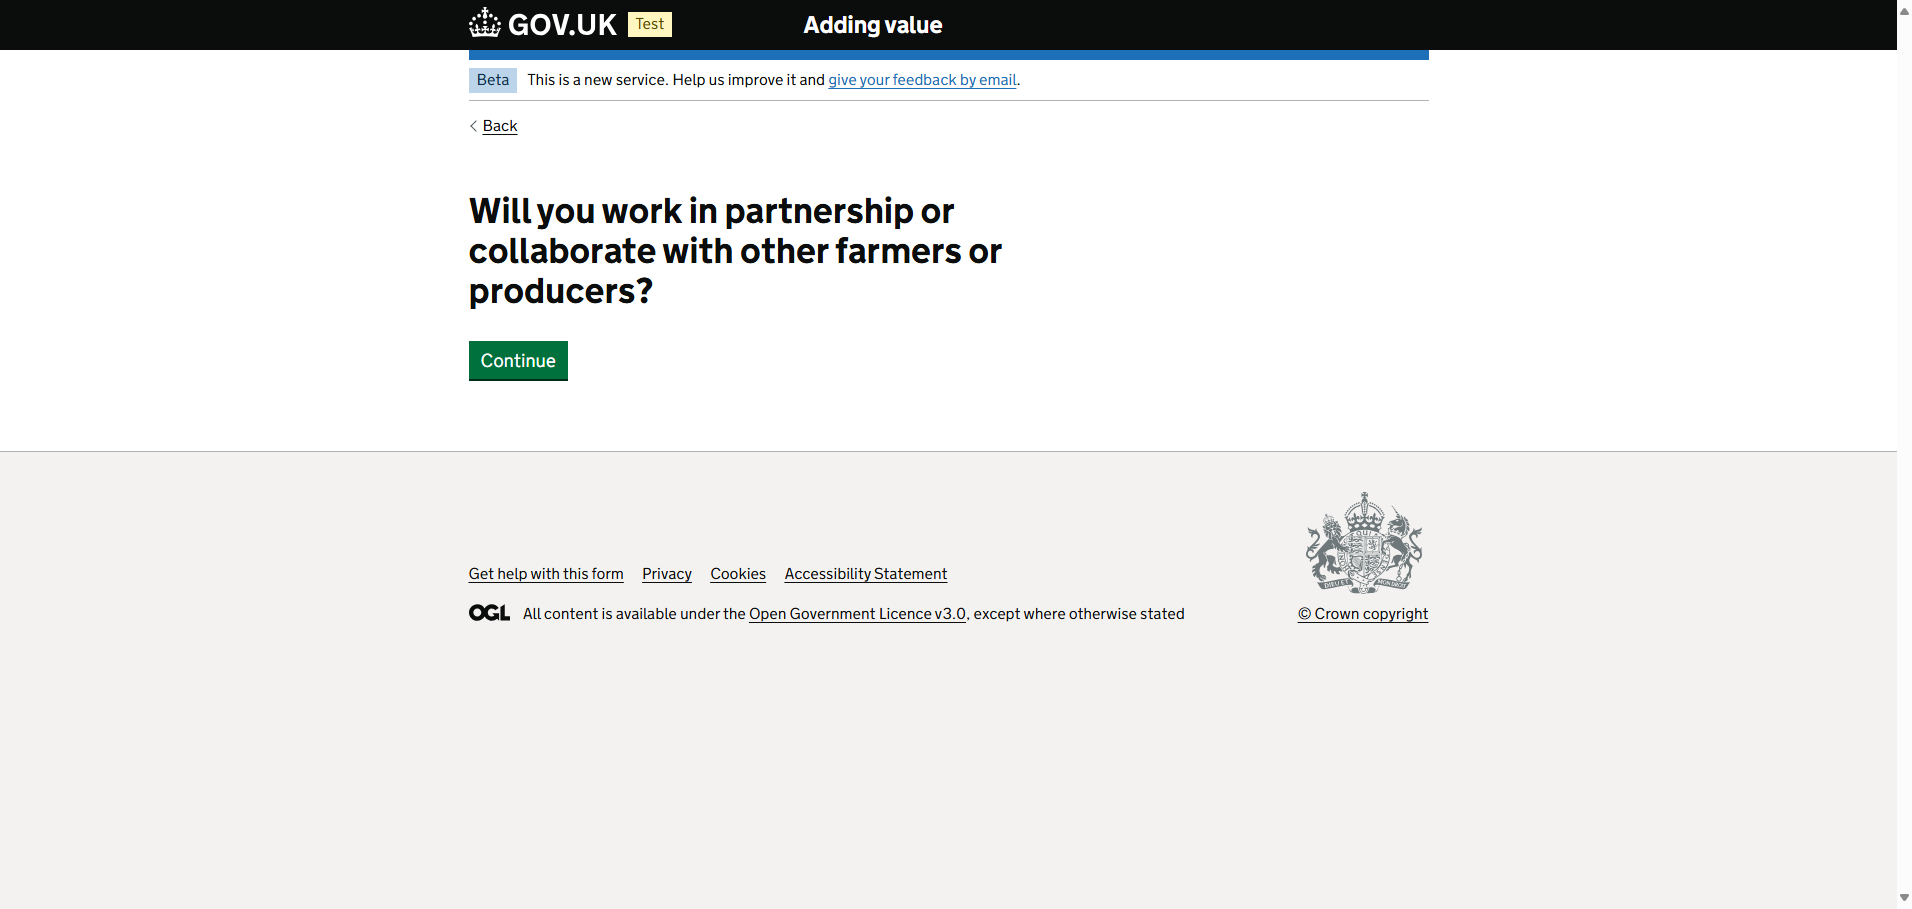 GOV.UK Test Adding value
Beta This is a new service. Help us improve it and give your feedback by email.
Back
Will you work in partnership or
collaborate with other farmers or
producers?
Continue
Get help with this form Privacy Cookies Accessibility Statement
OGL All content is available under the Open Government Licence v3.0, except where otherwise stated
© Crown copyright